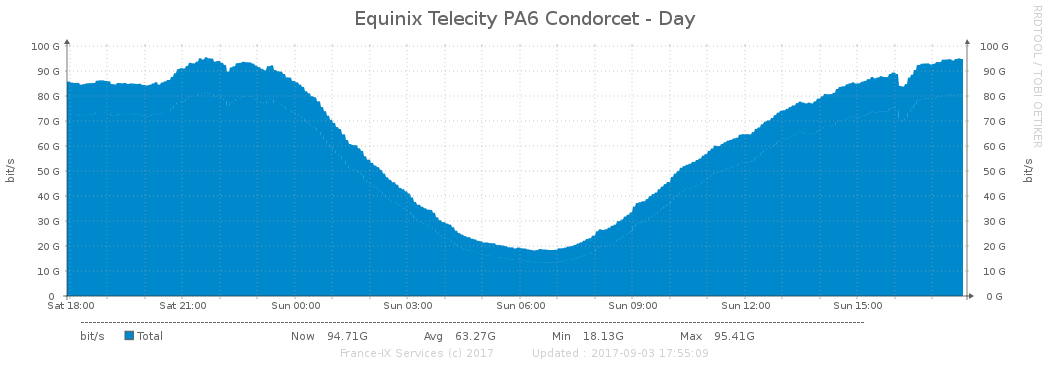 Equinix Telecity PA6 Condorcet - Day
RRDTOOL / TOBI OETIKER
bit/s
100 G
90 G
80 G
70 G
60 G
50 G
40 G
30 G
20 G
10 G
0
100 G
90 G
80 G
70 G
60 G
50 G
40 G
30 G
20 G
10 G
0 G
bit/s
Sat 18:00 Sat 21:00 Sun 00:00 Sun 03:00 Sun 06:00 Sun 09:00 Sun 12:00 Sun 15:00
bit/s Total Now 94.71G Avg 63.27G Min 18.13G Max 95.41G
France-IX Services (c) 2017 Updated : 2017-09-03 17:55:09